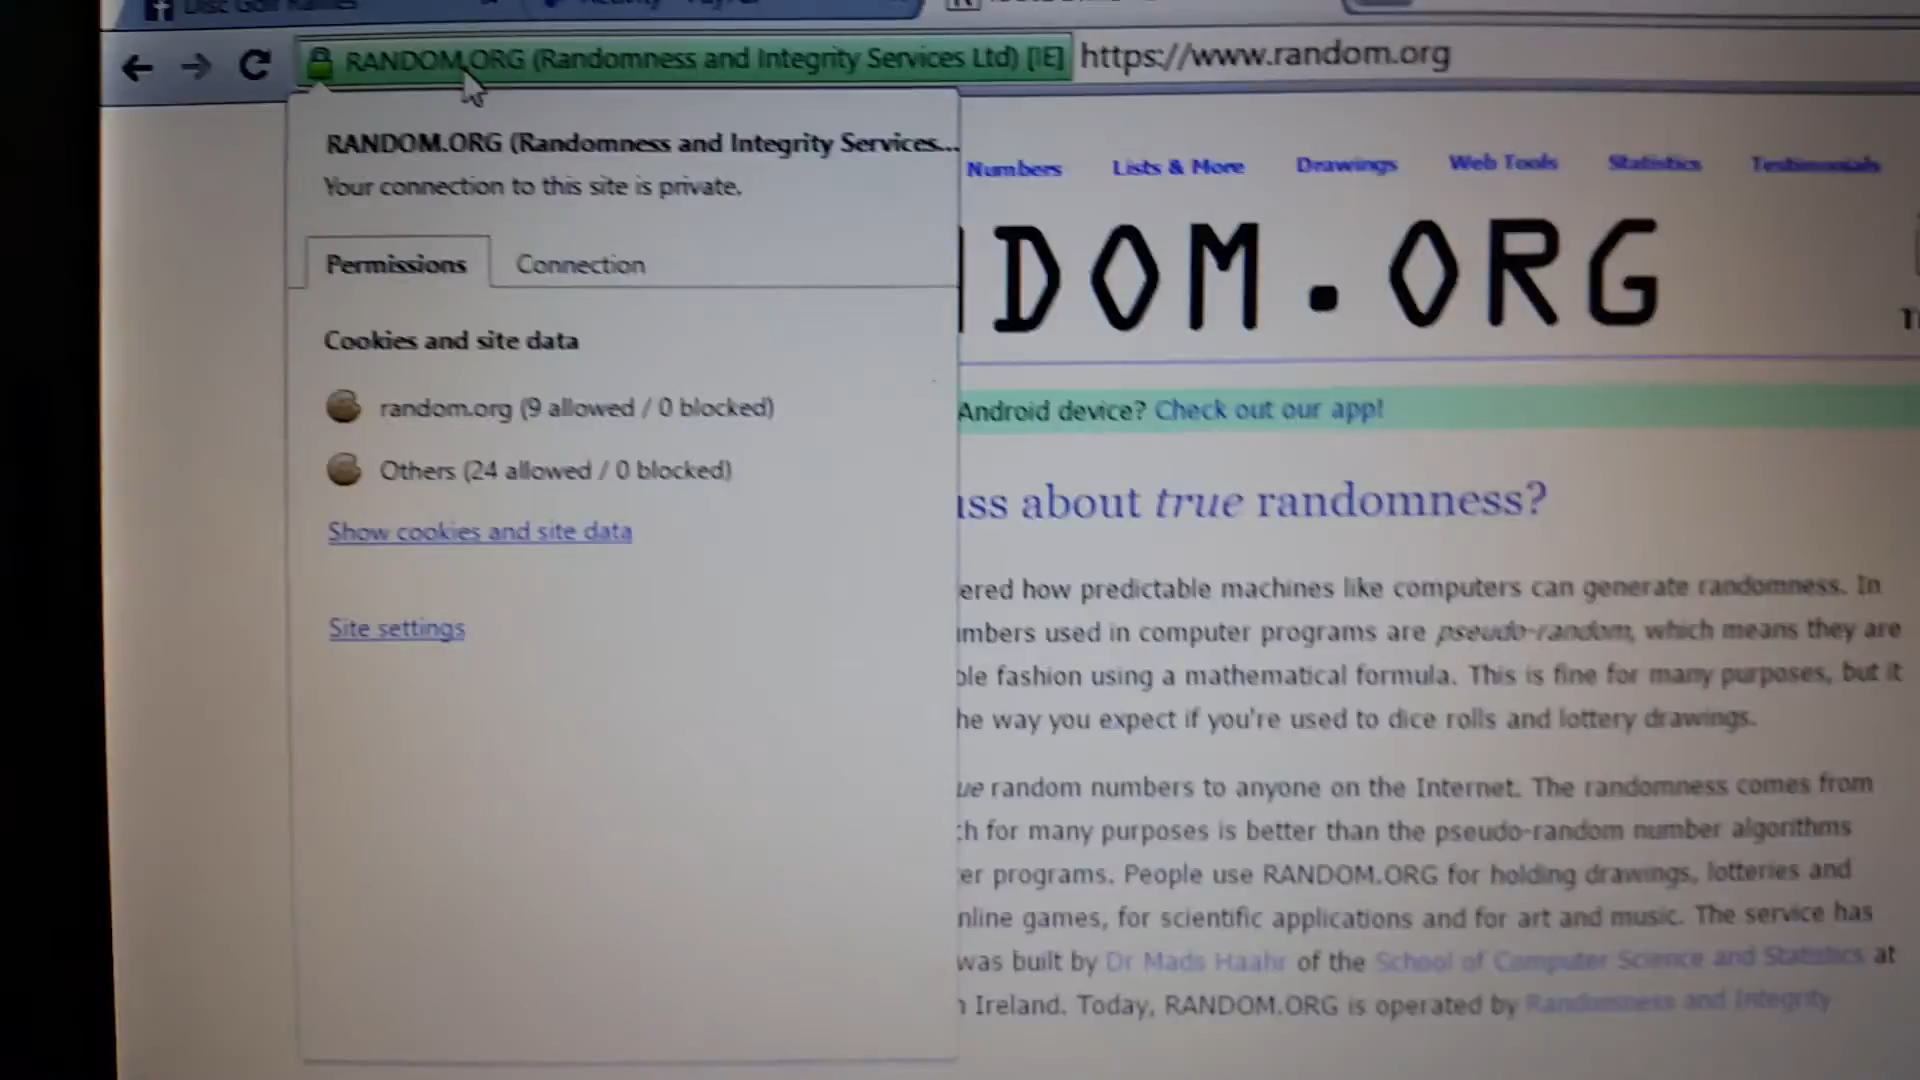 Disc Golf
RANDOM.ORG (Randomness and Integrity Services Ltd) [IE] https://www.random.org
RANDOM.ORG (Randomness and Integrity Services...
Your connection to this site is private.
Permissions
Connection
Cookies and site data
random.org (9 allowed / 0 blocked)
Others (24 allowed / 0 blocked)
Show cookies and site data
Site settings
Numbers Lists & More Drawings Web Tools Statistics Testimonials
DOM.ORG
Android device? Check out our app!
uss about true randomness?
ered how predictable machines like computers can generate randomness. In
mbers used in computer programs are pseudo-random, which means they are
ble fashion using a mathematical formula. This is fine for many purposes, but it
he way you expect if you're used to dice rolls and lottery drawings.
ue random numbers to anyone on the Internet. The randomness comes from
ch for many purposes is better than the pseudo-random number algorithms
er programs. People use RANDOM.ORG for holding drawings, lotteries and
nline games, for scientific applications and for art and music. The service has
was built by Dr Mads Haahr of the School of Computer Science and Statistics at
n Ireland. Today, RANDOM.ORG is operated by Randomness and Integrity